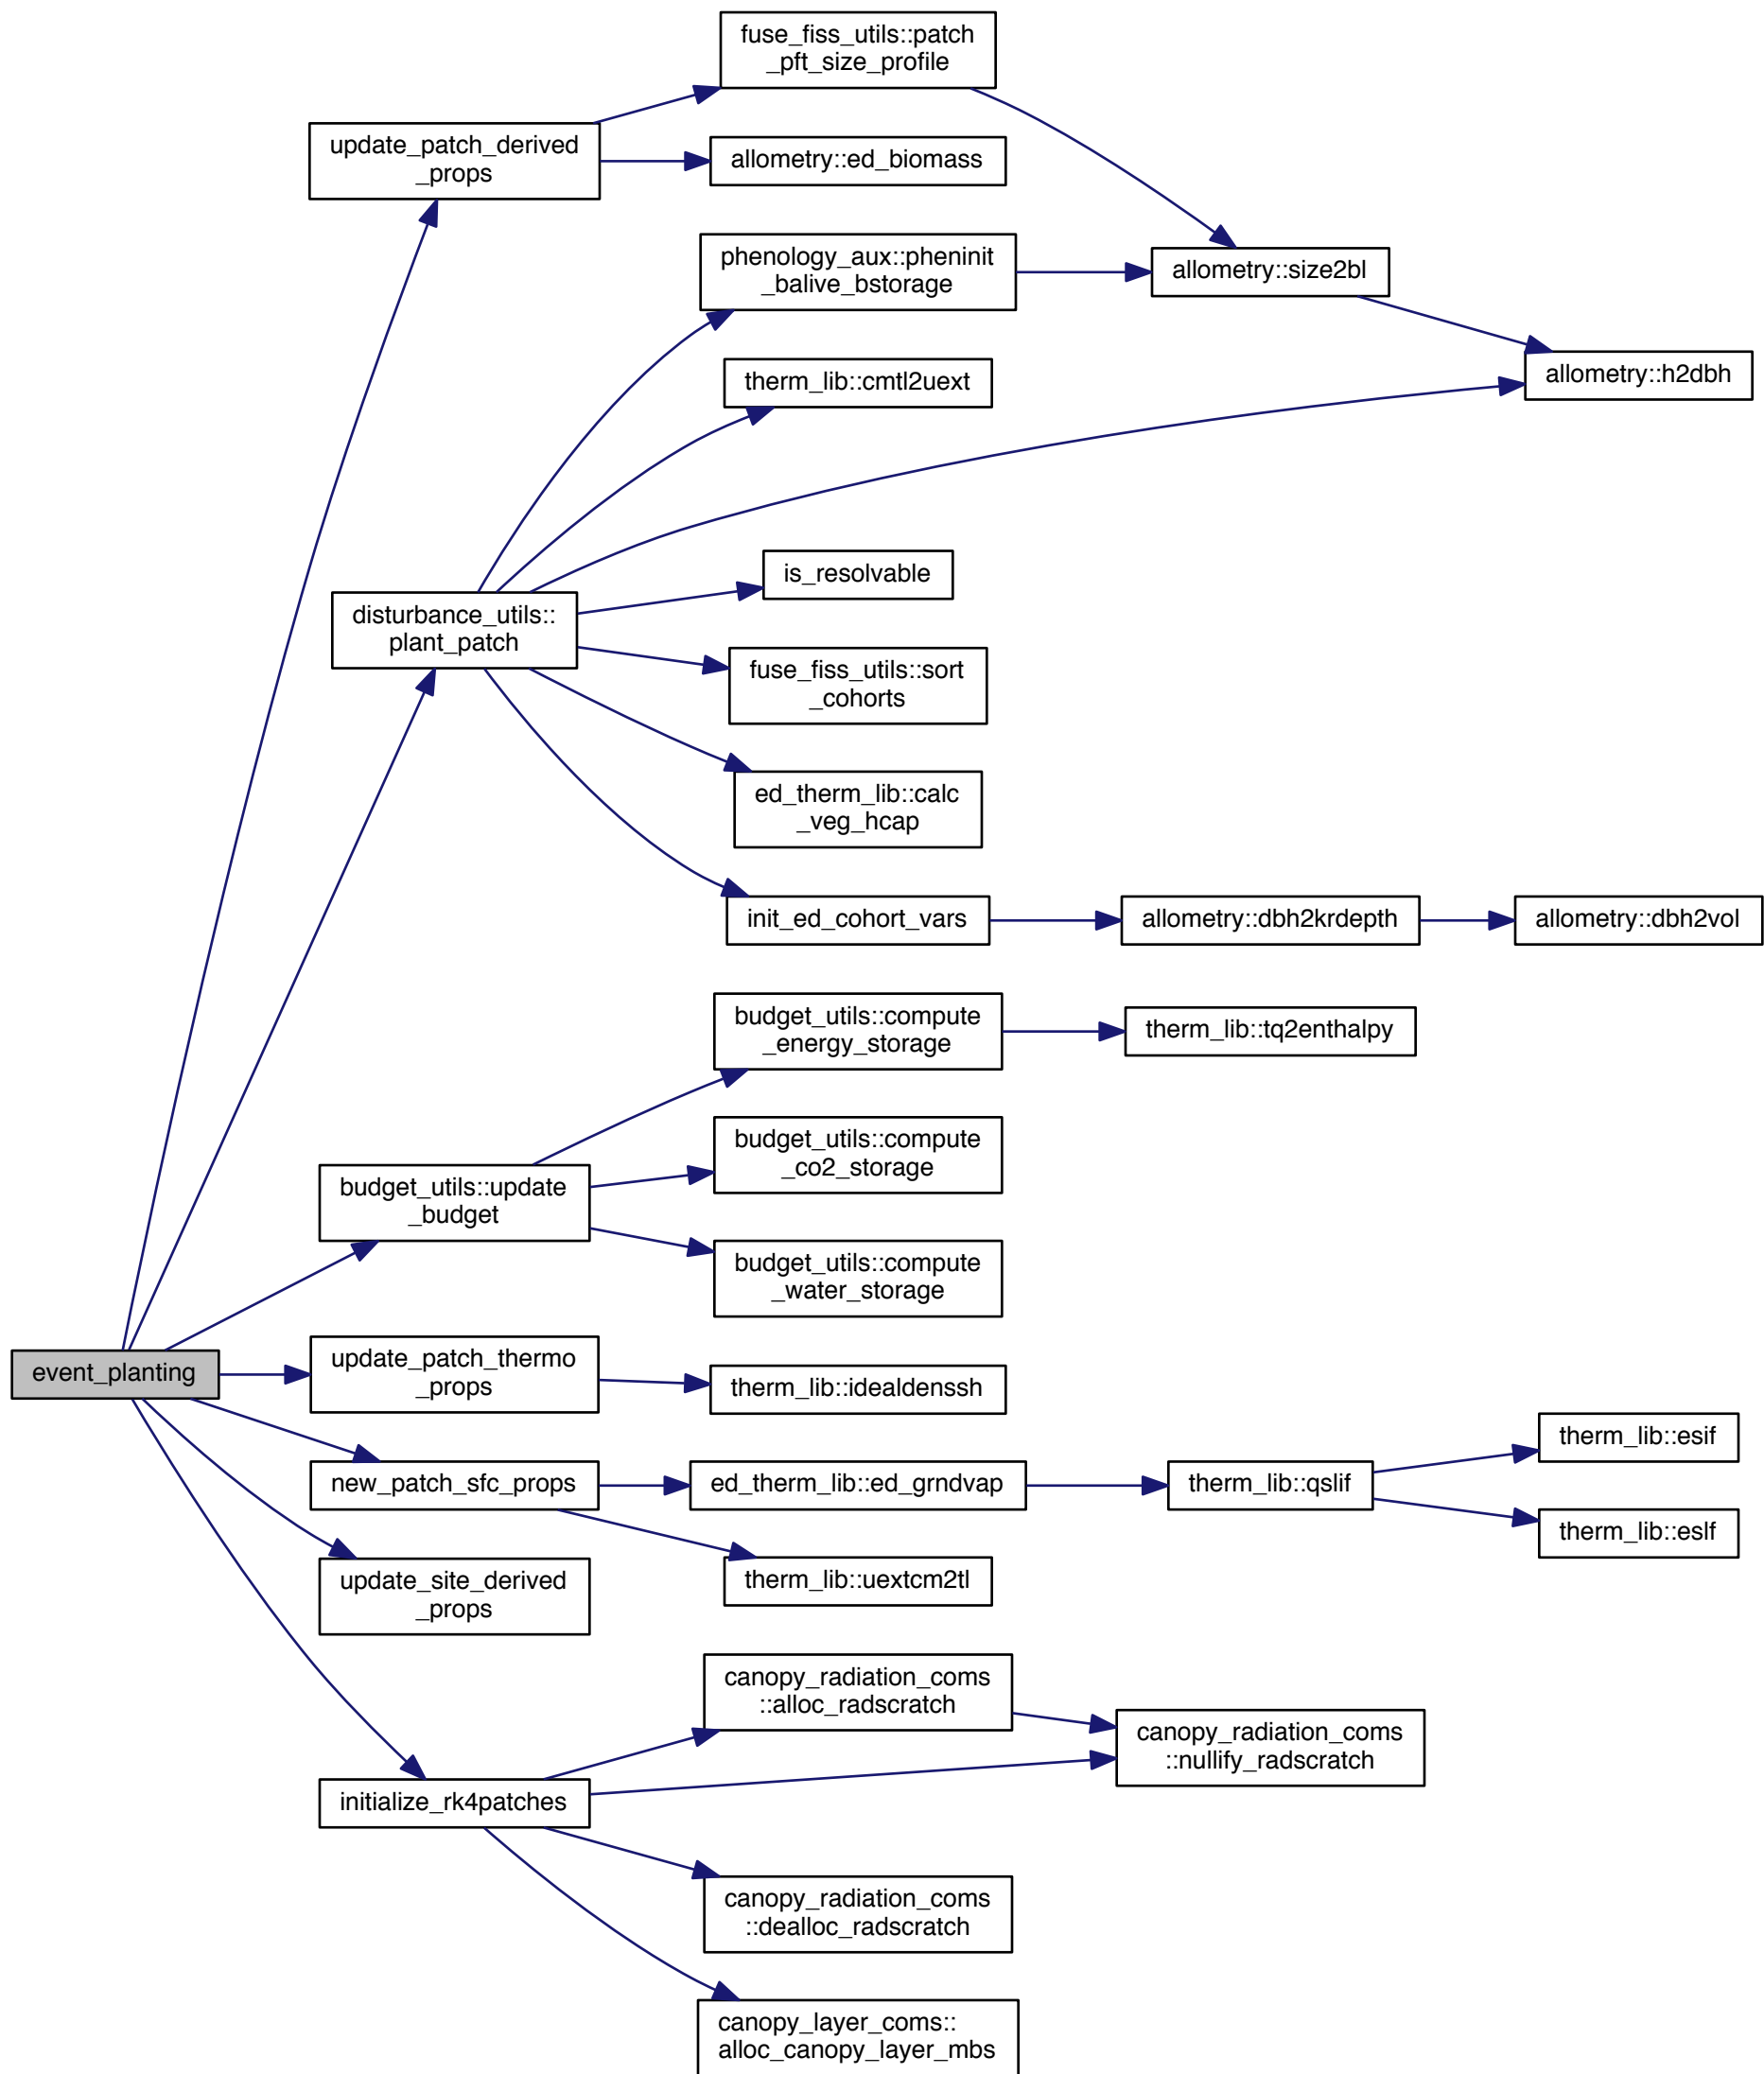 fuse_fiss_utils::patch
_pft_size_profile
update_patch_derived
_props
allometry::ed_biomass
phenology_aux::pheninit
_balive_bstorage
allometry::size2bl
therm_lib::cmtl2uext
allometry::h2dbh
is_resolvable
disturbance_utils::
plant_patch
fuse_fiss_utils::sort
_cohorts
ed_therm_lib::calc
_veg_hcap
init_ed_cohort_vars
allometry::dbh2krdepth
allometry::dbh2vol
budget_utils::compute
_energy_storage
therm_lib::tq2enthalpy
budget_utils::compute
_co2_storage
budget_utils::update
_budget
budget_utils::compute
_water_storage
event_planting
update_patch_thermo
_props
therm_lib::idealdenssh
therm_lib::esif
new_patch_sfc_props
ed_therm_lib::ed_grndvap
therm_lib::qslif
therm_lib::eslf
update_site_derived
_props
therm_lib::uextcm2tl
canopy_radiation_coms
::alloc_radscratch
canopy_radiation_coms
::nullify_radscratch
initialize_rk4patches
canopy_radiation_coms
::dealloc_radscratch
canopy_layer_coms::
alloc_canopy_layer_mbs